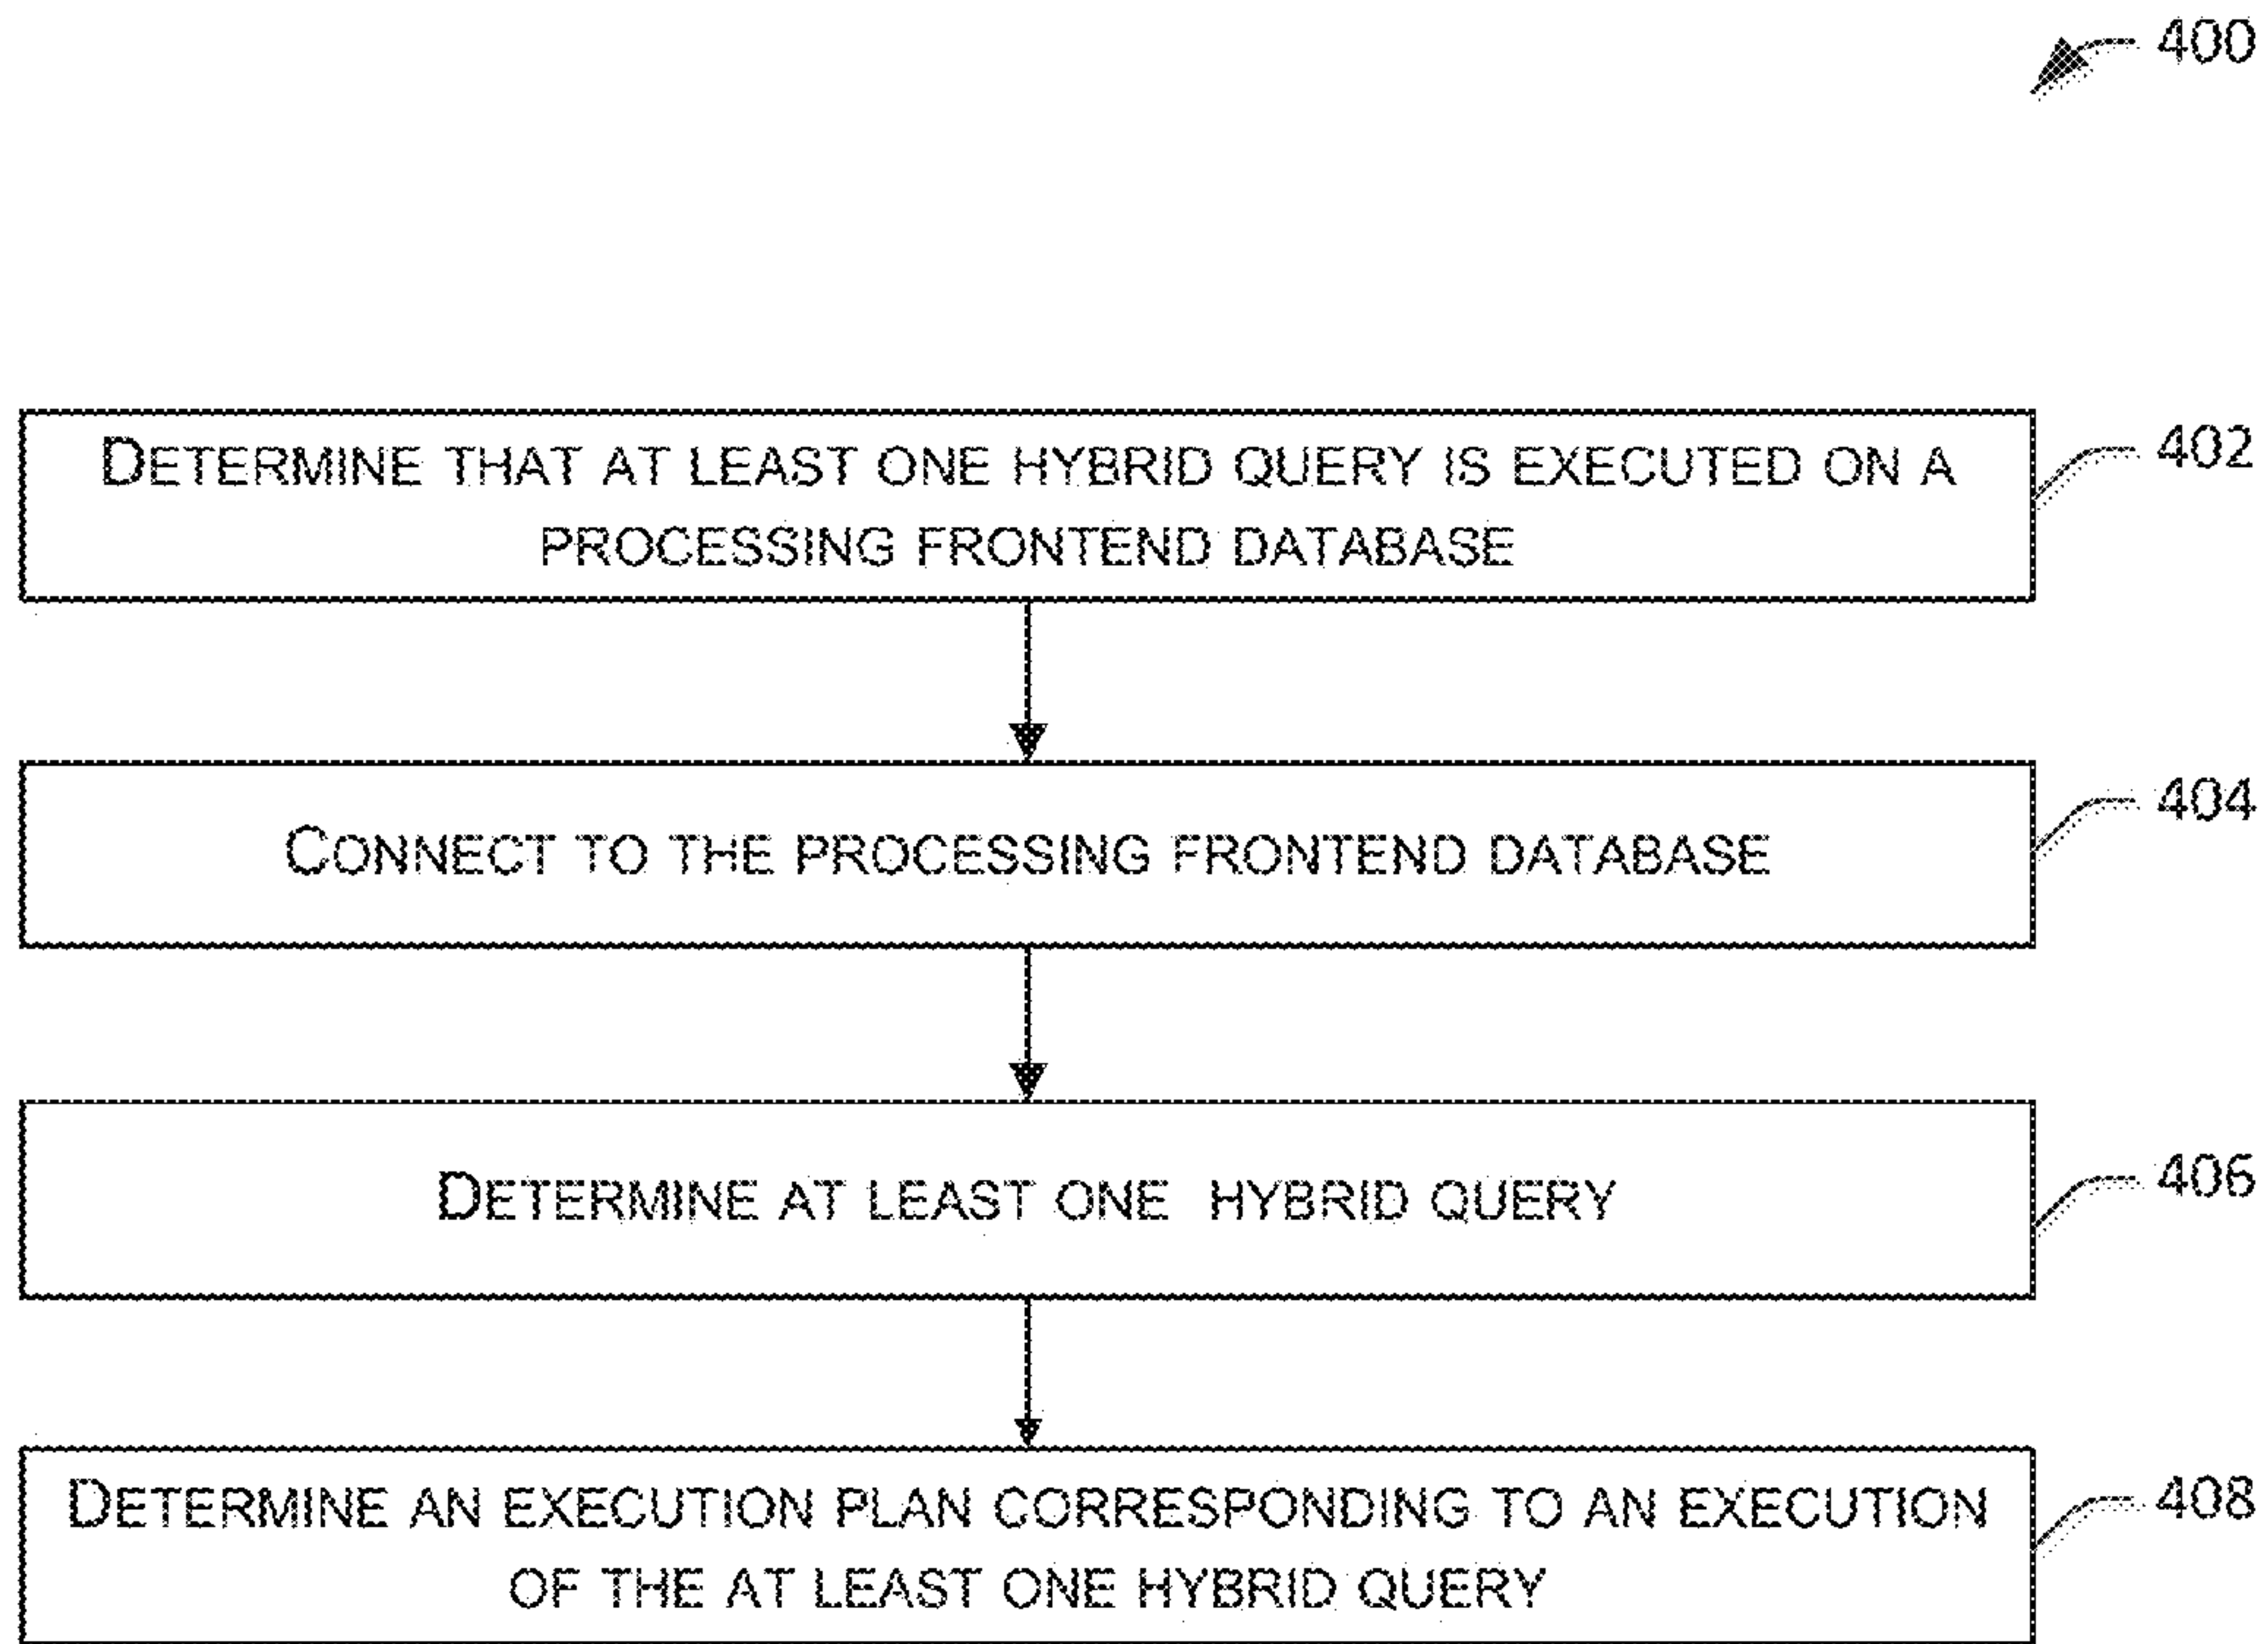 400
DETERMINE THAT AT LEAST ONE HYBRID QUERY IS EXECUTED ON A
PROCESSING FRONTEND DATABASE
402
CONNECT TO THE PROCESSING FRONTEND DATABASE
404
DETERMINE AT LEAST ONE HYBRID QUERY
406
DETERMINE AN EXECUTION PLAN CORRESPONDING TO AN EXECUTION
OF THE AT LEAST ONE HYBRID QUERY
408